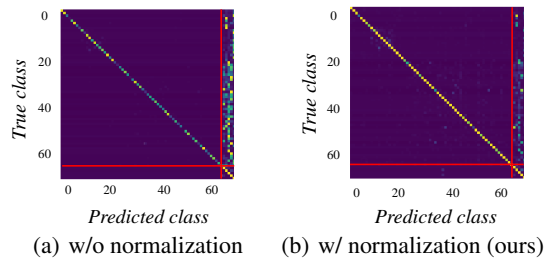 0
20
40
60
True class
0 20 40 60
Predicted class
(a) w/o normalization
0
20
40
60
True class
0 20 40 60
Predicted class
(b) w/ normalization (ours)